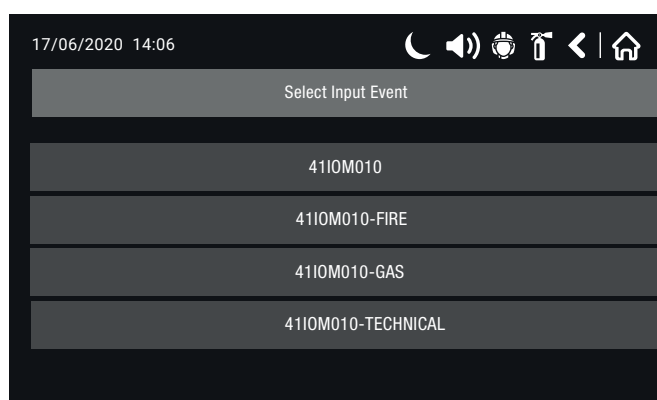 17/06/2020 14:06
Select Input Event
41IOM010
41IOM010-FIRE
41IOM010-GAS
41IOM010-TECHNICAL